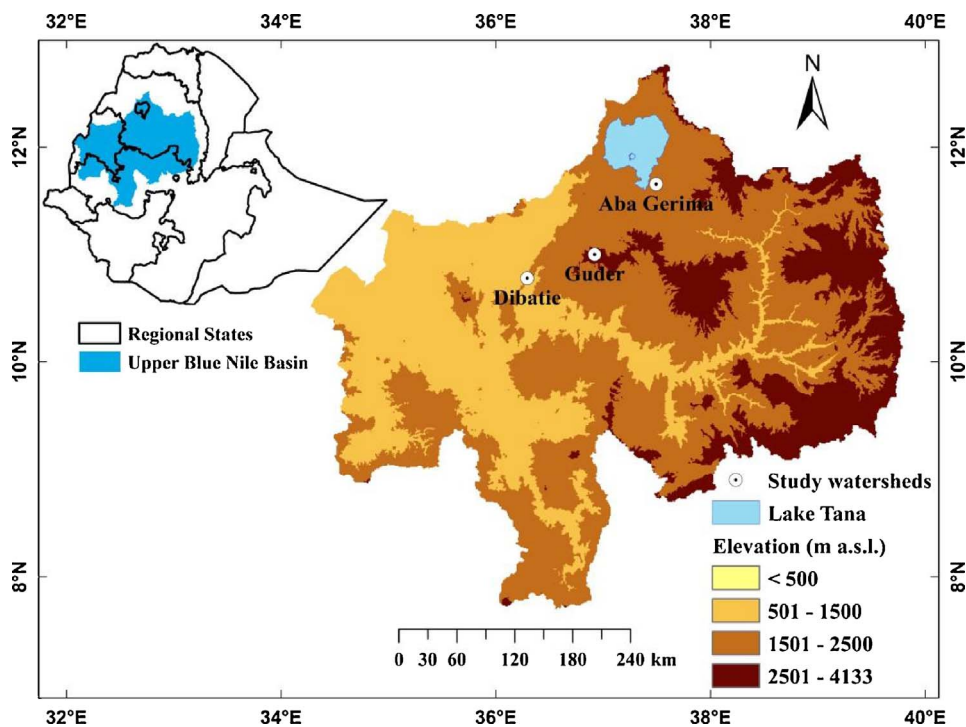 32°E 34°E 36°E 38°E 40°E
N
12°N 12°N
Aba Gerima
Guder
Dibatie
Regional States
Upper Blue Nile Basin
10°N 10°N
Study watersheds
Lake Tana
Elevation (m a.s.l.)
< 500
501 - 1500
1501 - 2500
2501 - 4133
8°N 8°N
0 30 60 120 180 240 km
32°E 34°E 36°E 38°E 40°E